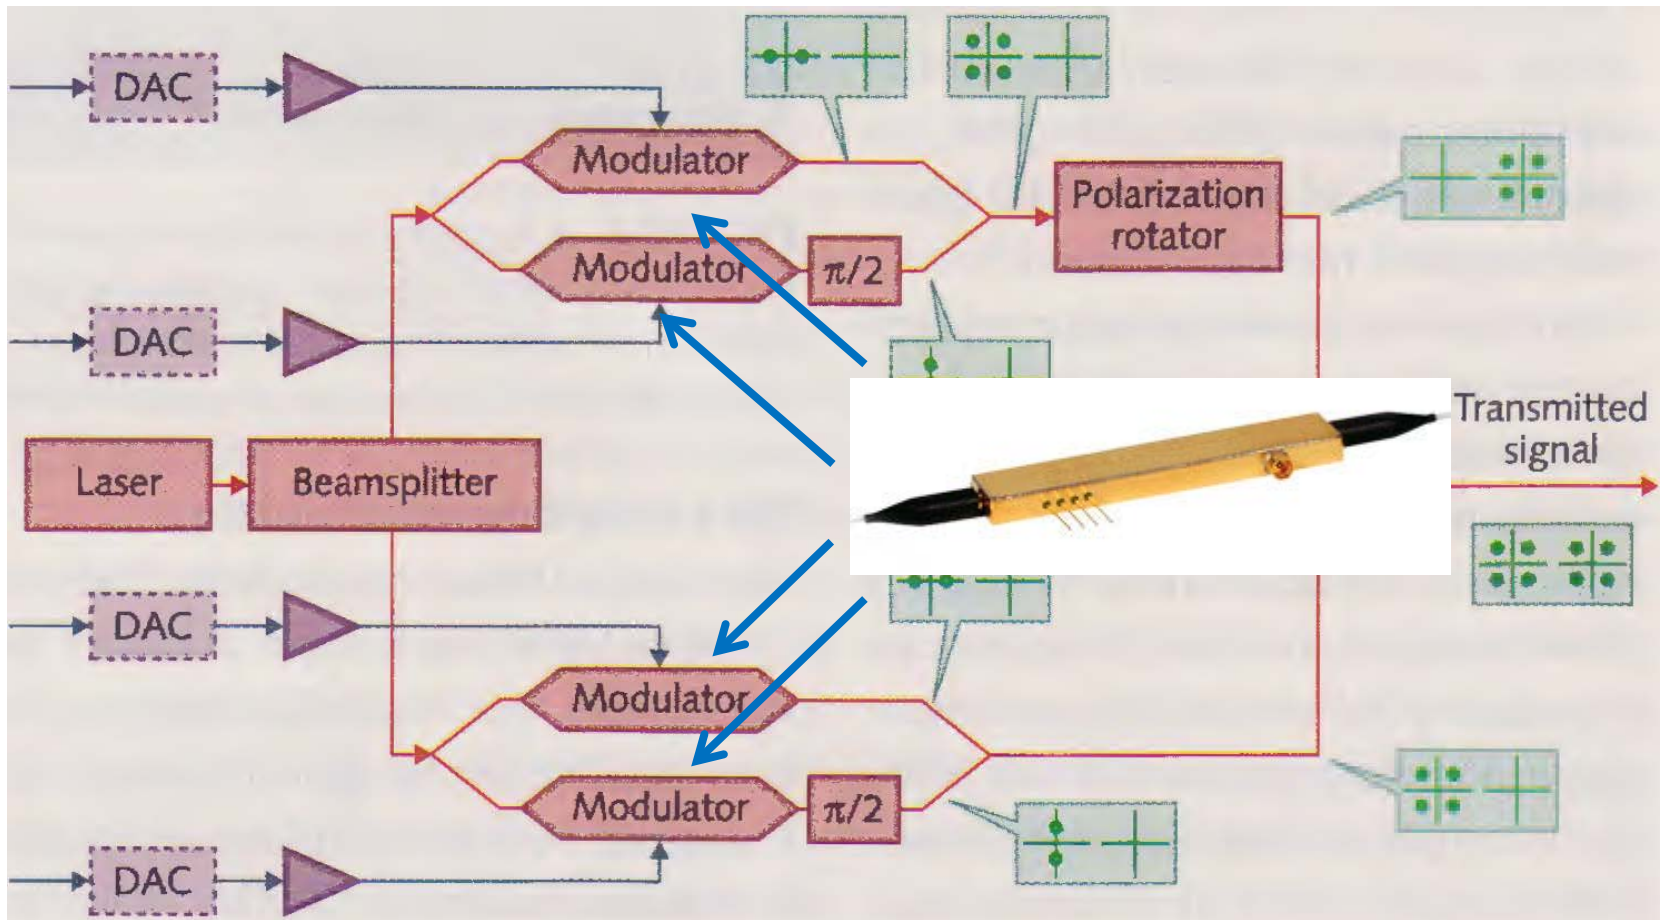 DAC
Modulator
Polarization
rotator
Modulator
π/2
DAC
Transmitted
signal
Laser
Beamsplitter
DAC
Modulator
Modulator
π/2
DAC